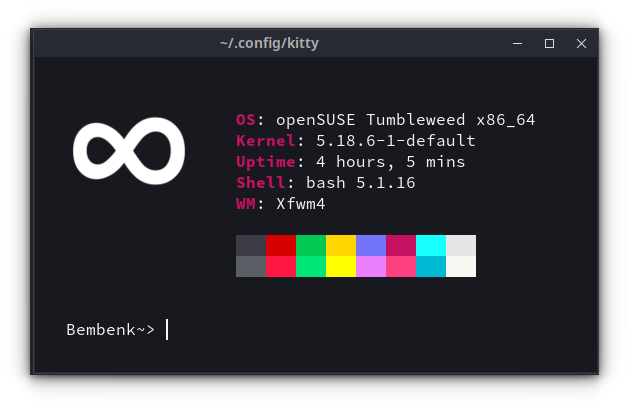 ~/.config/kitty
OS: openSUSE Tumbleweed x86_64
Kernel: 5.18.6-1-default
Uptime: 4 hours, 5 mins
Shell: bash 5.1.16
WM: Xfwm4
Bembenk~>